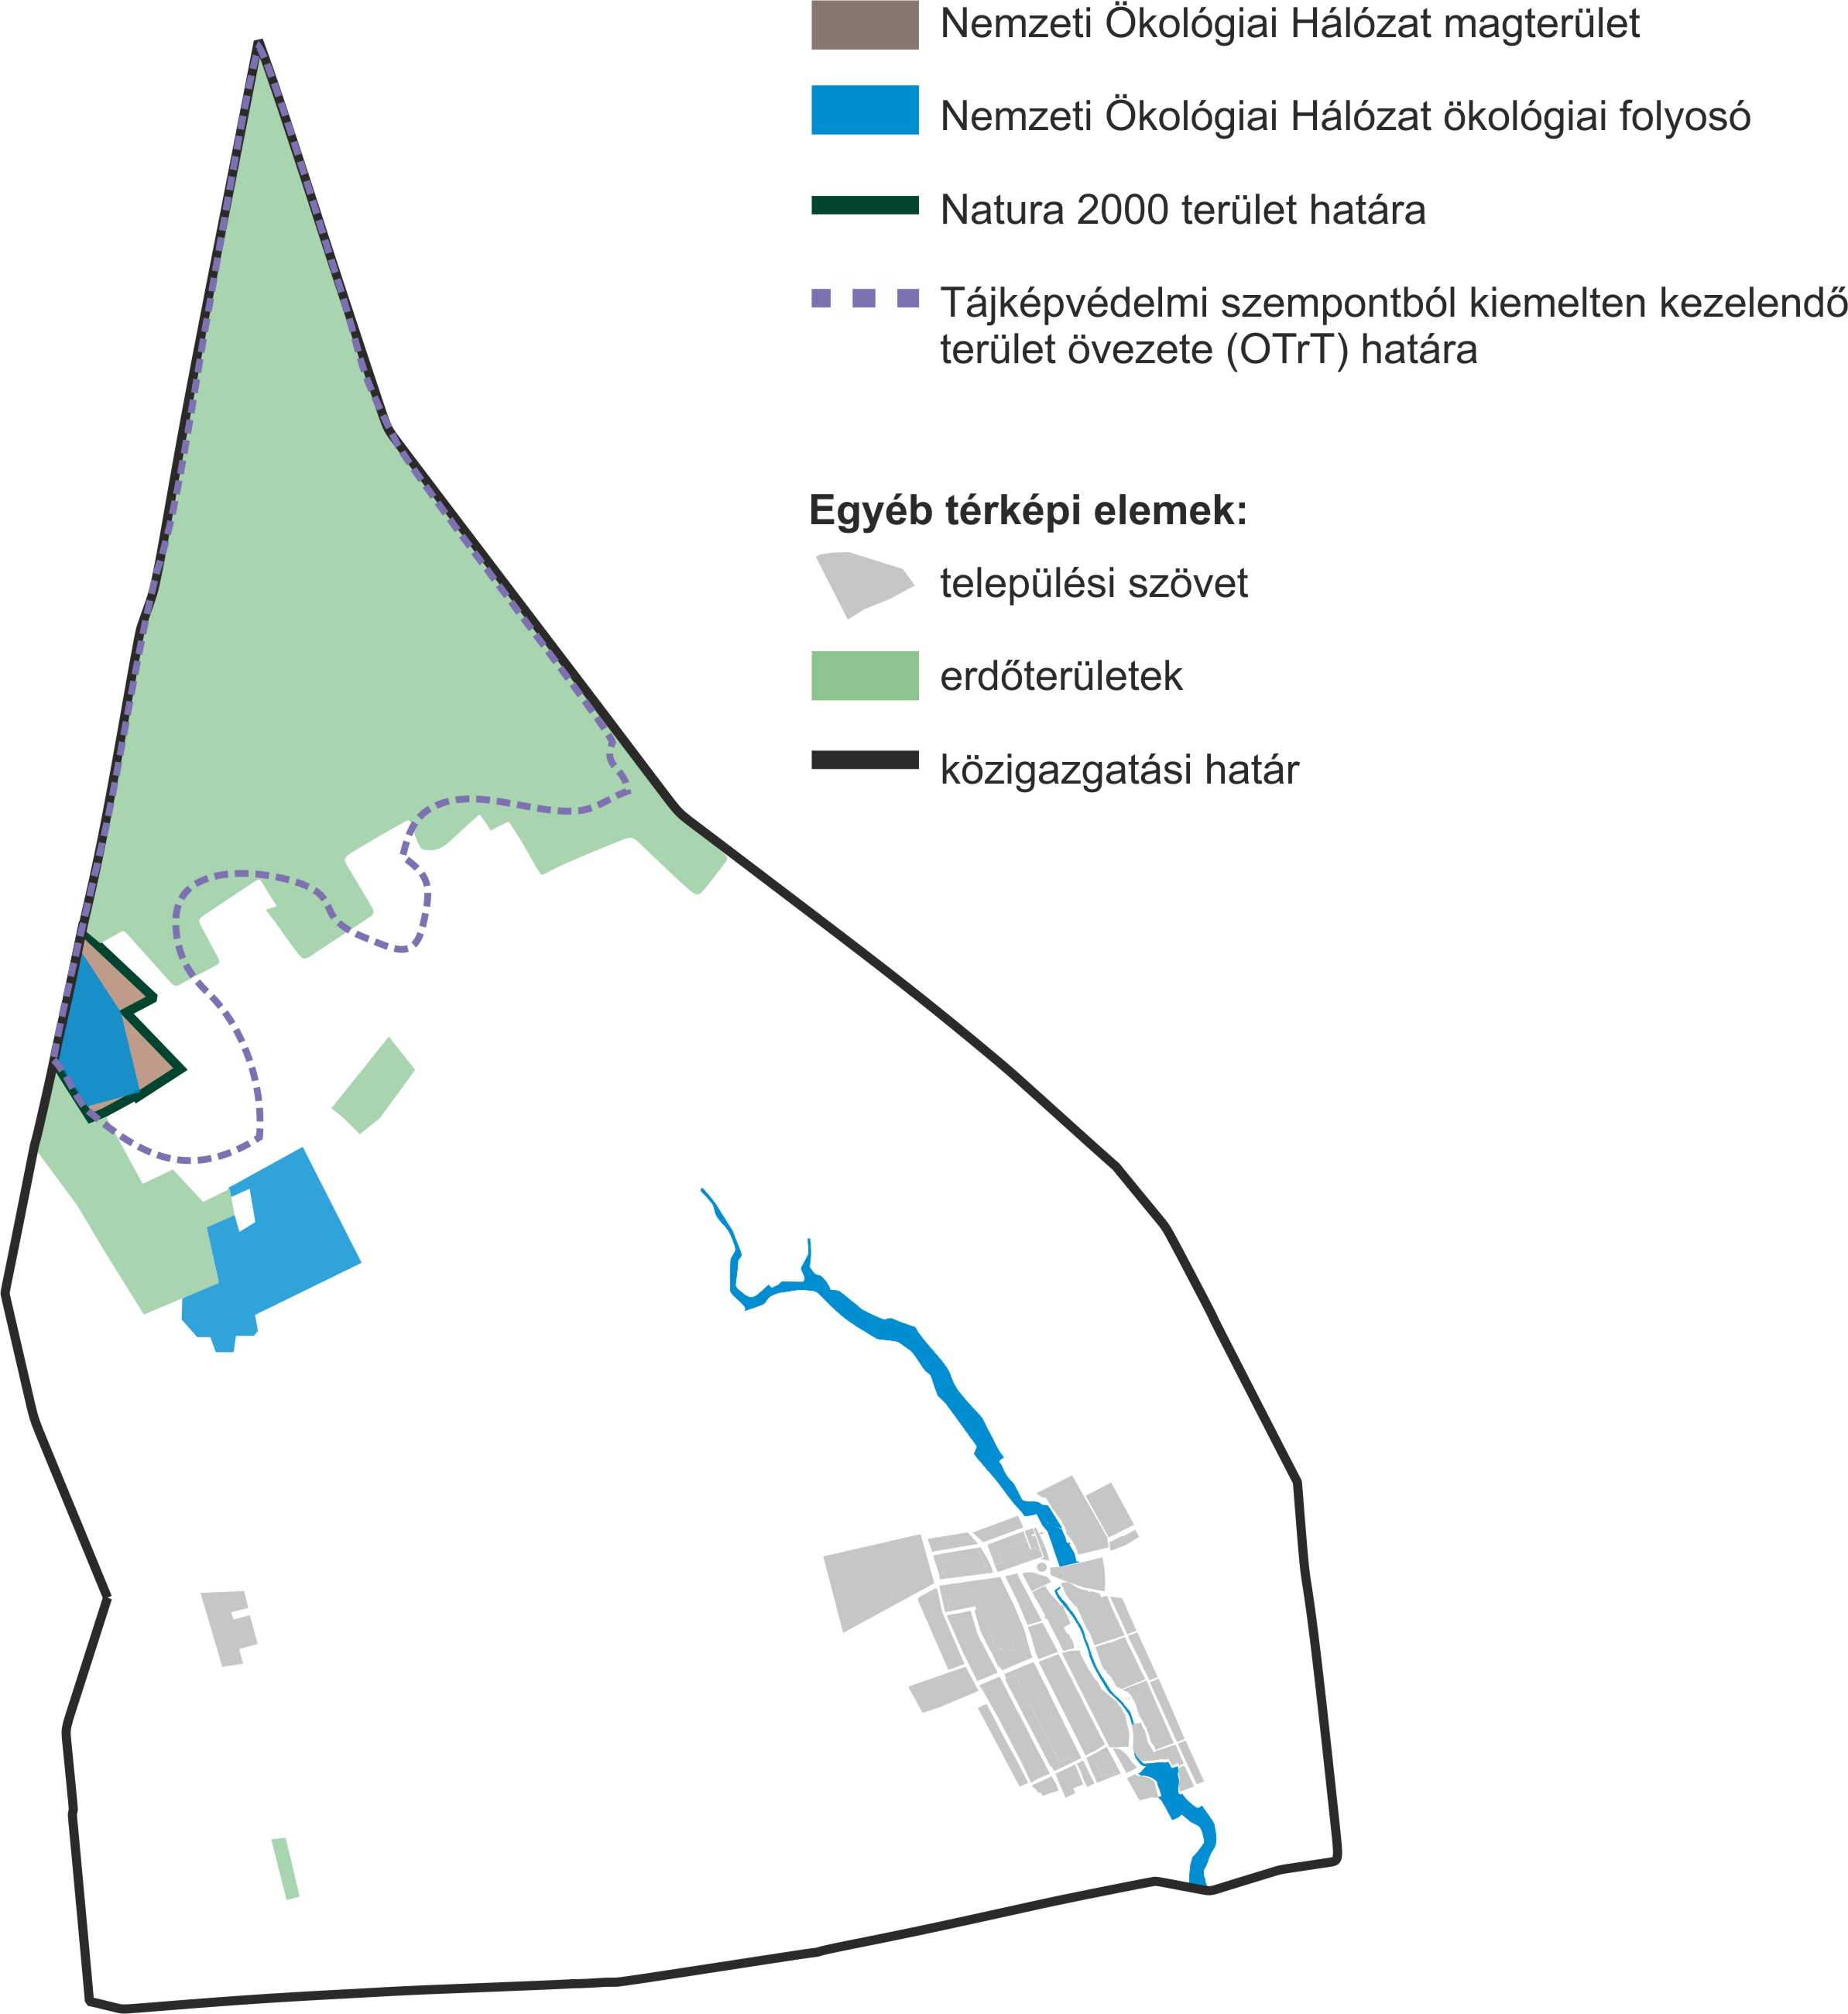 Nemzeti Ökológiai Hálózat magterület
Nemzeti Ökológiai Hálózat ökológiai folyosó
Natura 2000 terület határa
Tájképvédelmi szempontból kiemelten kezelendő
terület övezete (OTrT) határa
Egyéb térképi elemek:
települési szövet
erdőterületek
közigazgatási határ